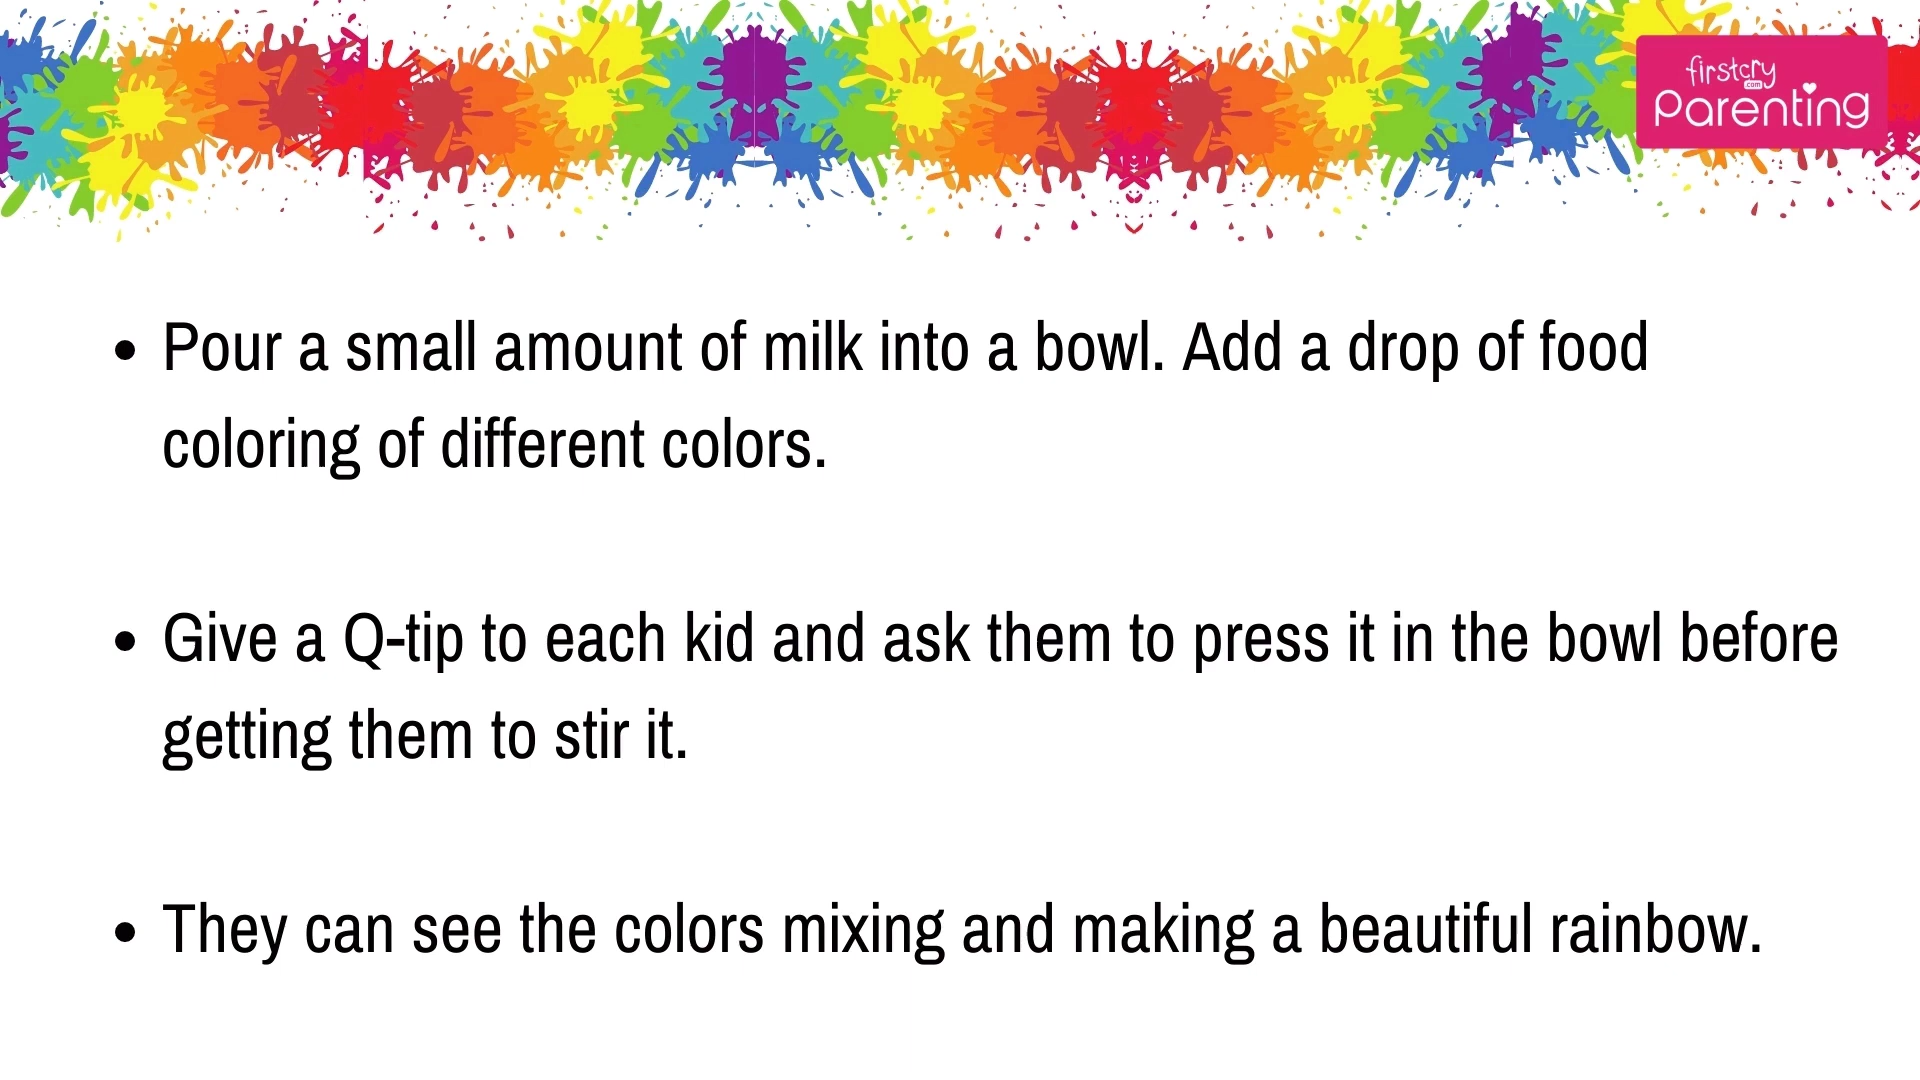 firstcry
.com
Parenting
• Pour a small amount of milk into a bowl. Add a drop of food
coloring of different colors.
• Give a Q-tip to each kid and ask them to press it in the bowl before
getting them to stir it.
• They can see the colors mixing and making a beautiful rainbow.